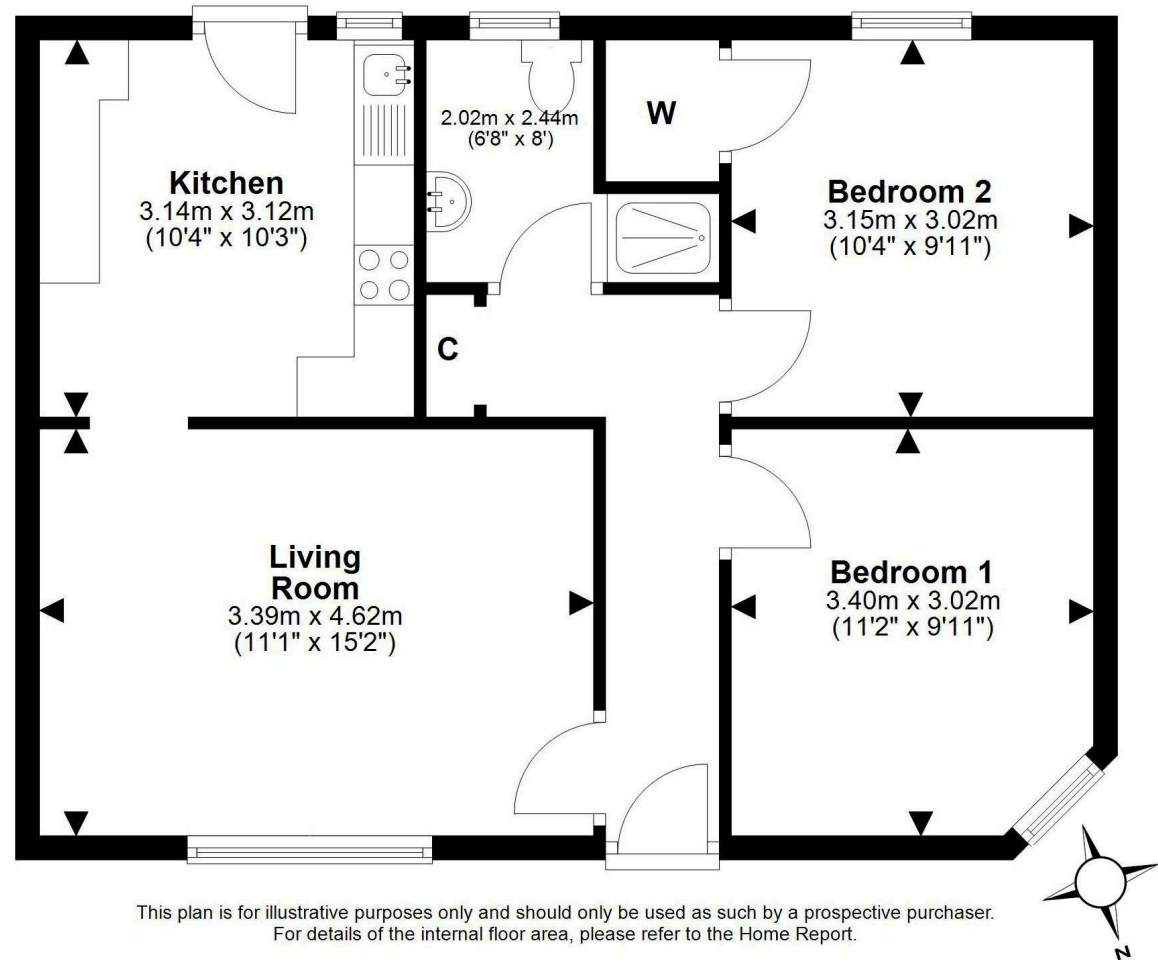 2.02m x 2.44m
(6'8" x 8')
W
Kitchen
3.14m x 3.12m
(10'4" x 10'3")
Bedroom 2
3.15m x 3.02m
(10'4" x 9'11")
C
Living
Room
3.39m x 4.62m
(11'1" x 15'2")
Bedroom 1
3.40m x 3.02m
(11'2" x 9'11")
This plan is for illustrative purposes only and should only be used as such by a prospective purchaser.
For details of the internal floor area, please refer to the Home Report.
N